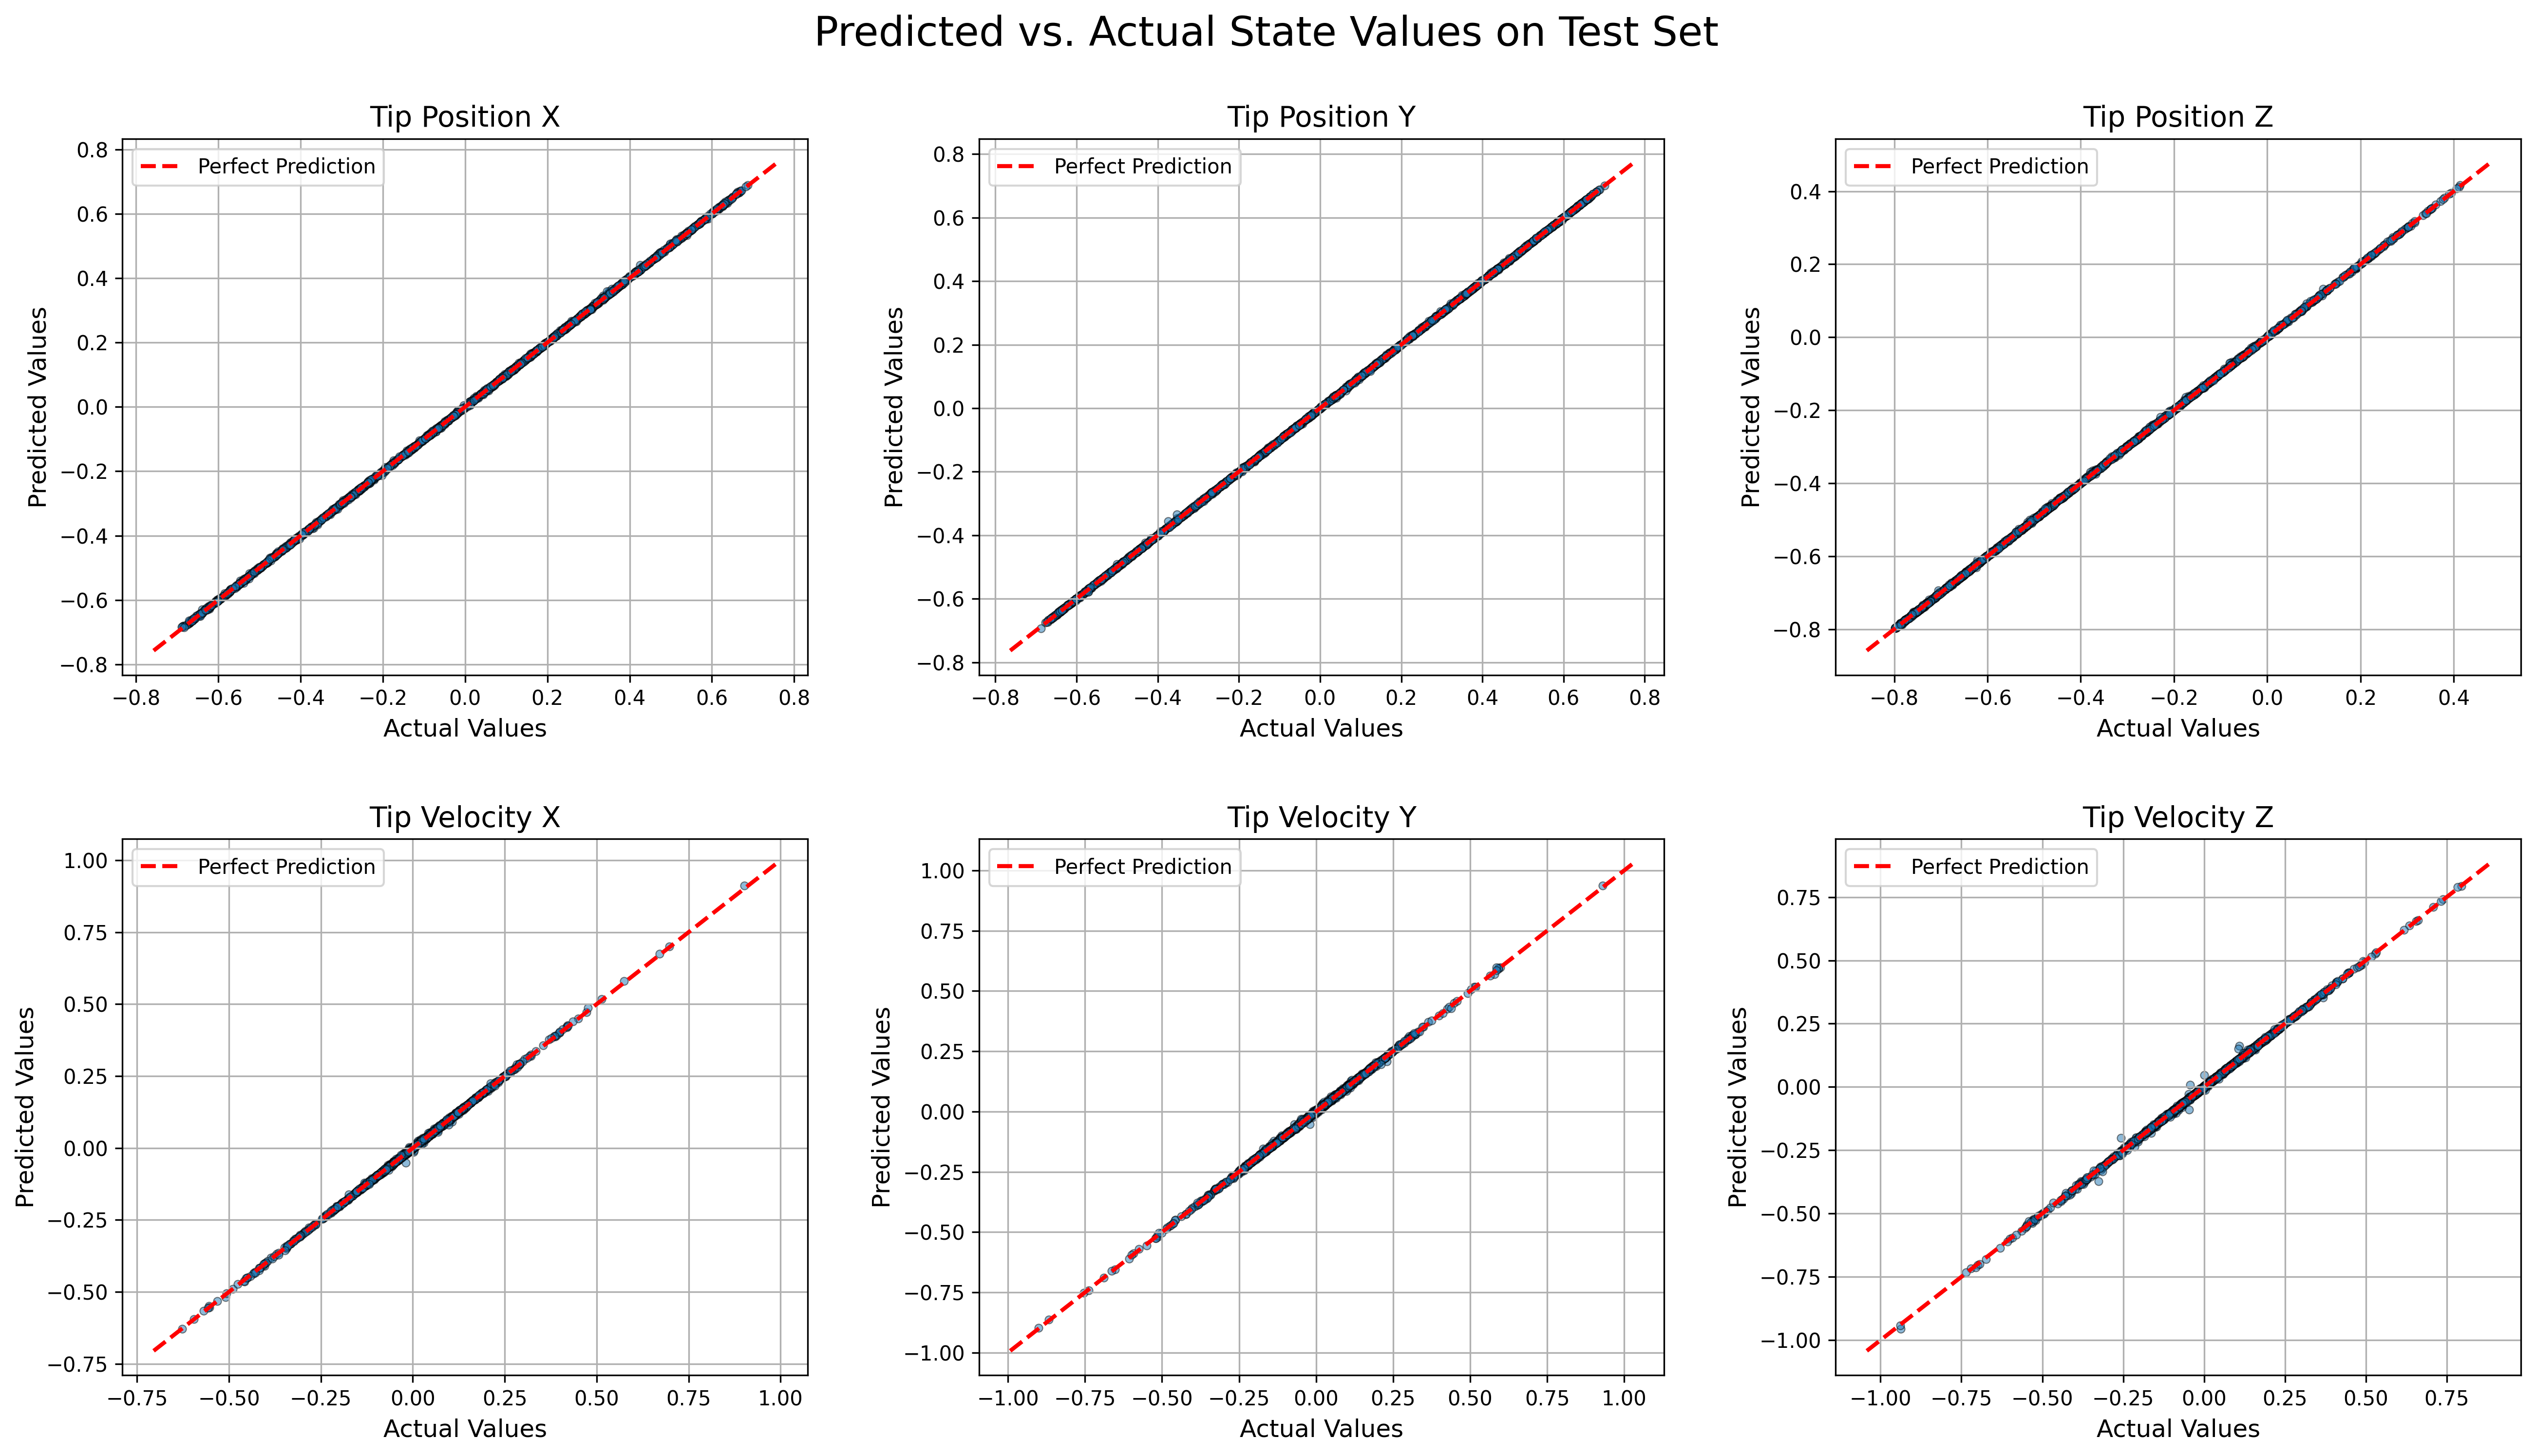 Predicted vs. Actual State Values on Test Set
Tip Position X
Perfect Prediction
Predicted Values
0.8
0.6
0.4
0.2
0.0
−0.2
−0.4
−0.6
−0.8
−0.8 −0.6 −0.4 −0.2 0.0 0.2 0.4 0.6 0.8
Actual Values
Tip Position Y
Perfect Prediction
Predicted Values
0.8
0.6
0.4
0.2
0.0
−0.2
−0.4
−0.6
−0.8
−0.8 −0.6 −0.4 −0.2 0.0 0.2 0.4 0.6 0.8
Actual Values
Tip Position Z
Perfect Prediction
Predicted Values
0.4
0.2
0.0
−0.2
−0.4
−0.6
−0.8
−0.8 −0.6 −0.4 −0.2 0.0 0.2 0.4
Actual Values
Tip Velocity X
Perfect Prediction
Predicted Values
1.00
0.75
0.50
0.25
0.00
−0.25
−0.50
−0.75
−0.75 −0.50 −0.25 0.00 0.25 0.50 0.75 1.00
Actual Values
Tip Velocity Y
Perfect Prediction
Predicted Values
1.00
0.75
0.50
0.25
0.00
−0.25
−0.50
−0.75
−1.00
−1.00 −0.75 −0.50 −0.25 0.00 0.25 0.50 0.75 1.00
Actual Values
Tip Velocity Z
Perfect Prediction
Predicted Values
0.75
0.50
0.25
0.00
−0.25
−0.50
−0.75
−1.00
−1.00 −0.75 −0.50 −0.25 0.00 0.25 0.50 0.75
Actual Values